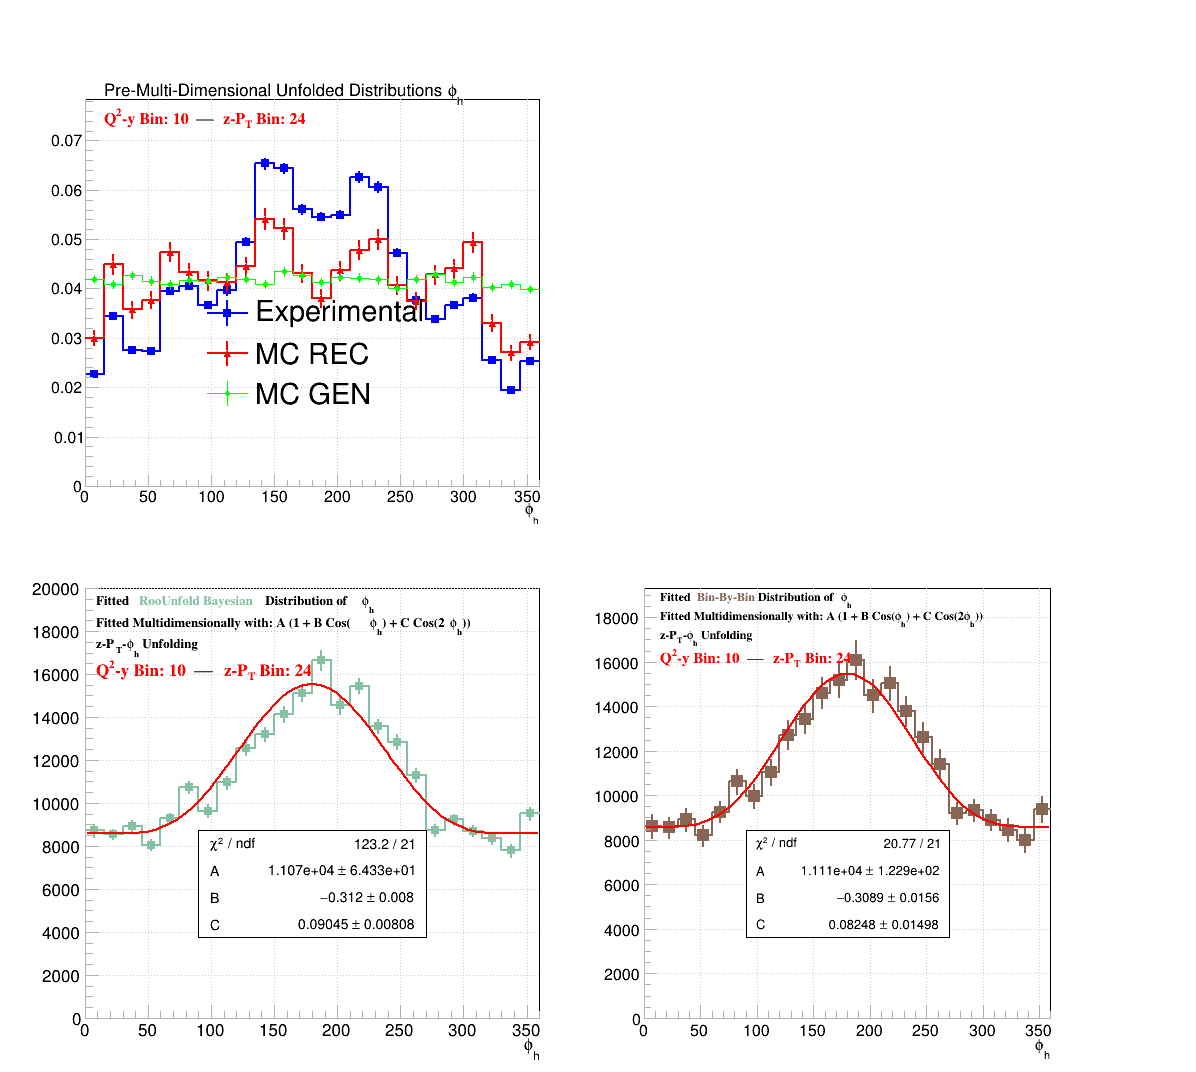 Pre-Multi-Dimensional Unfolded Distributions ϕh
Q2-y Bin: 10 — z-PT Bin: 24
0.07
0.06
0.05
0.04
0.03
0.02
0.01
0
Experimental
MC REC
MC GEN
0 50 100 150 200 250 300 350
ϕh
Fitted RooUnfold Bayesian Distribution of ϕh
Fitted Multidimensionally with: A (1 + B Cos( ϕh) + C Cos(2 ϕh))
z-PT-ϕh Unfolding
Q2-y Bin: 10 — z-PT Bin: 24
20000
18000
16000
14000
12000
10000
8000
6000
4000
2000
0
χ2 / ndf 123.2 / 21
A 1.107e+04 ± 6.433e+01
B −0.312 ± 0.008
C 0.09045 ± 0.00808
0 50 100 150 200 250 300 350
ϕh
Fitted Bin-By-Bin Distribution of ϕh
Fitted Multidimensionally with: A (1 + B Cos(ϕh) + C Cos(2ϕh))
z-PT-ϕh Unfolding
Q2-y Bin: 10 — z-PT Bin: 24
18000
16000
14000
12000
10000
8000
6000
4000
2000
0
χ2 / ndf 20.77 / 21
A 1.111e+04 ± 1.229e+02
B −0.3089 ± 0.0156
C 0.08248 ± 0.01498
0 50 100 150 200 250 300 350
ϕh